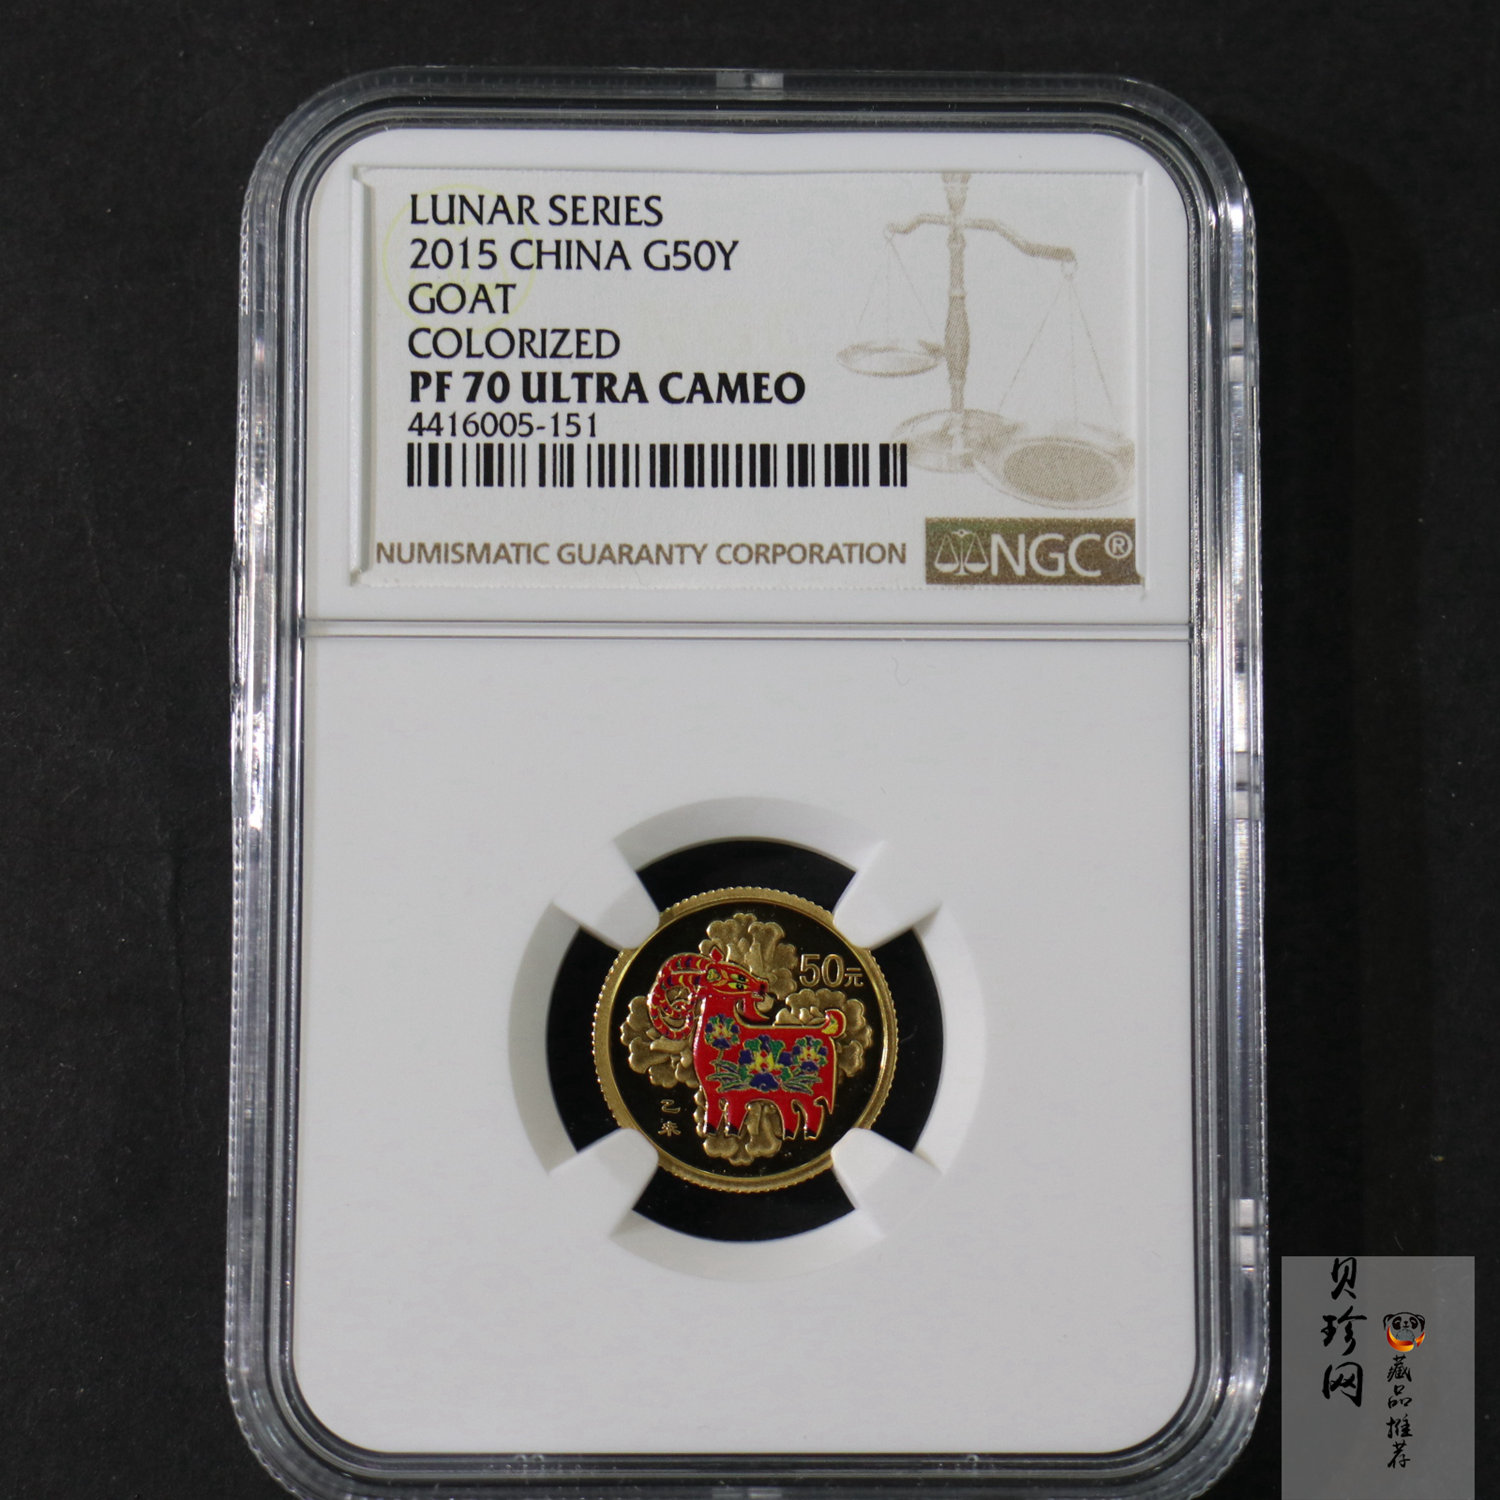 LUNAR SERIES
2015 CHINA G50Y
GOAT
COLORIZED
PF 70 ULTRA CAMEO
4416005-151
NUMISMATIC GUARANTY CORPORATION
NGC®
50元
乙未
贝珍网
藏品推荐